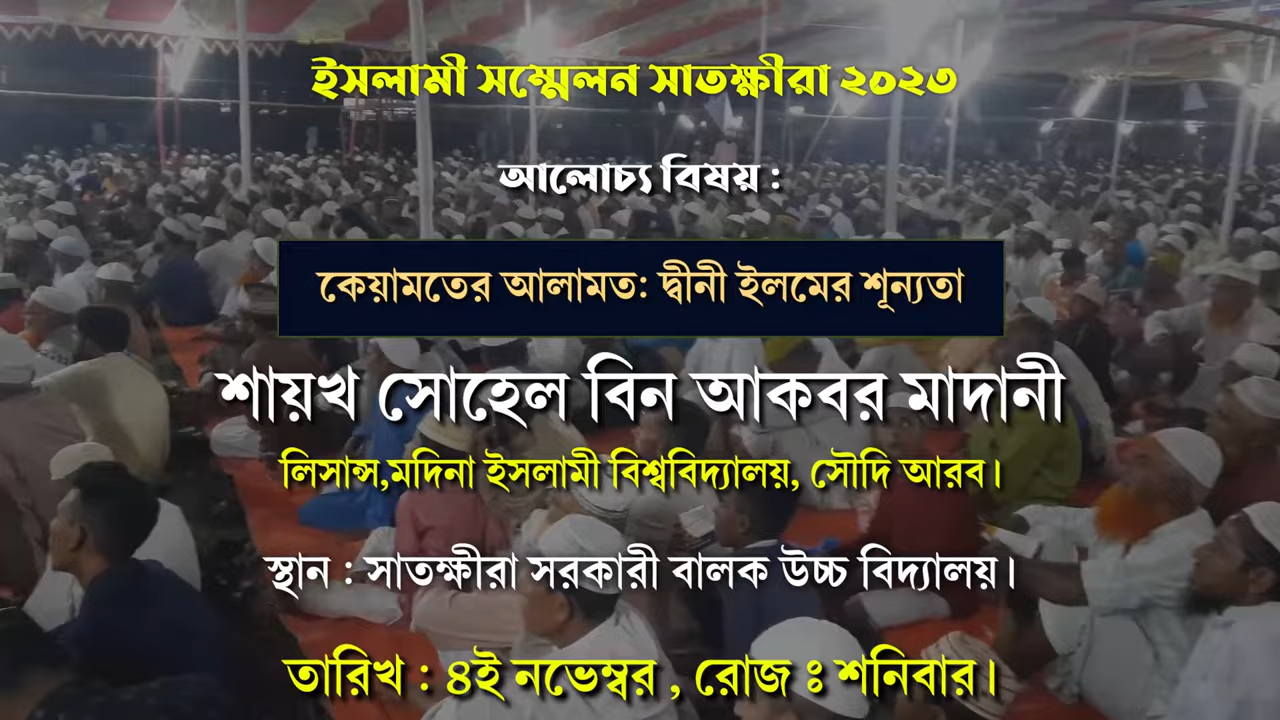 ইসলামী সম্মেলন সাতক্ষীরা ২০২৩
আলোচ্য বিষয় :
কেয়ামতের আলামত: দ্বীনী ইলমের শূন্যতা
শায়খ সোহেল বিন আকবর মাদানী
লিসান্স,মদিনা ইসলামী বিশ্ববিদ্যালয়, সৌদি আরব।
স্থান : সাতক্ষীরা সরকারী বালক উচ্চ বিদ্যালয়।
তারিখ : ৪ই নভেম্বর , রোজ ঃ শনিবার।